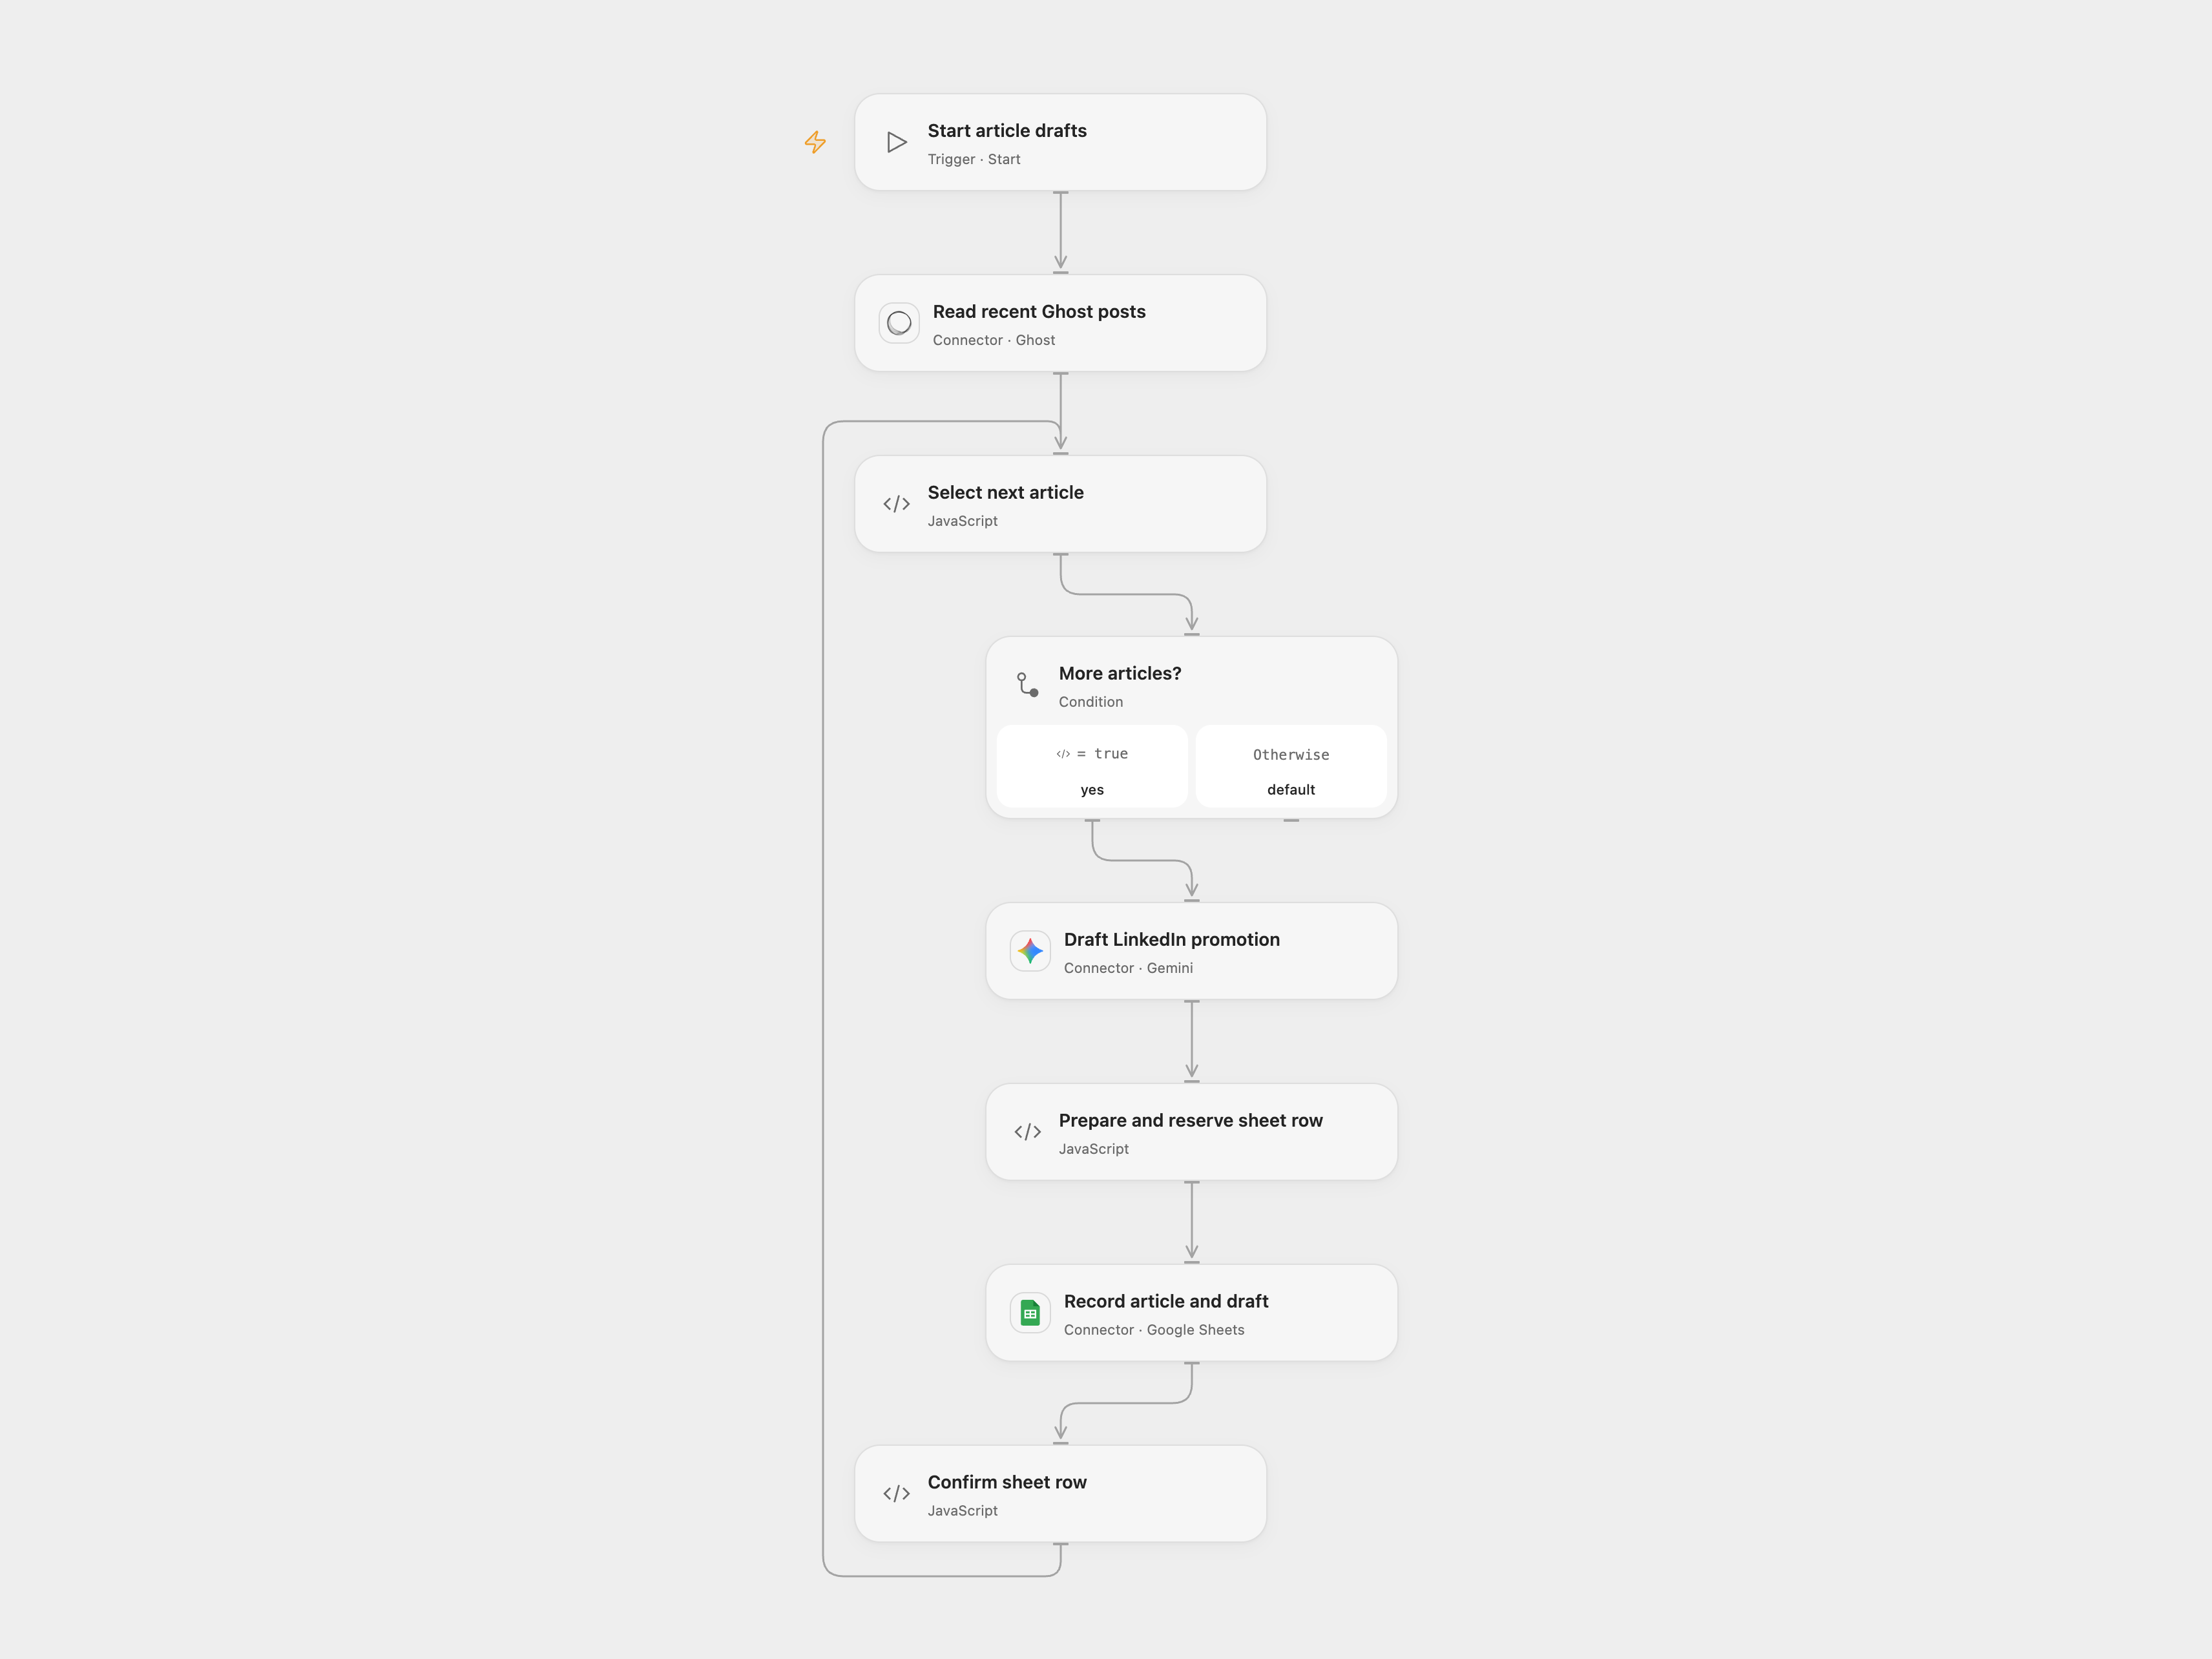 Start article drafts
Trigger · Start
Read recent Ghost posts
Connector · Ghost
Select next article
JavaScript
More articles?
Condition
</> = true
Otherwise
yes
default
Draft LinkedIn promotion
Connector · Gemini
Prepare and reserve sheet row
JavaScript
Record article and draft
Connector · Google Sheets
Confirm sheet row
JavaScript